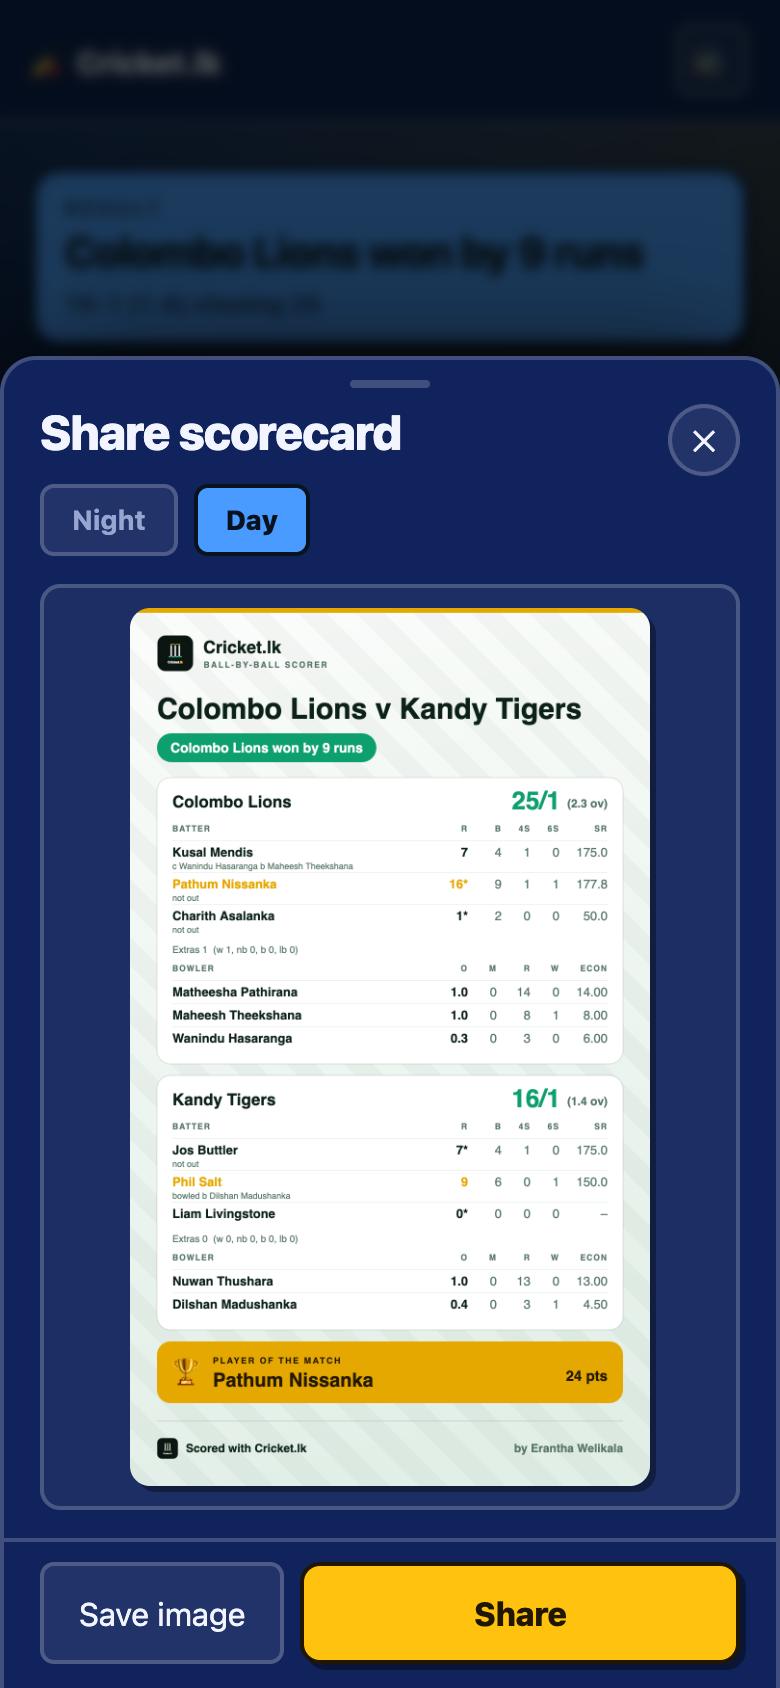 Cricket.lk
Colombo Lions won by 9 runs
Share scorecard
Night Day
Cricket.lk
BALL-BY-BALL SCORER
Colombo Lions v Kandy Tigers
Colombo Lions won by 9 runs
Colombo Lions 25/1 (2.3 ov)
BATTER R B 4S 6S SR
Kusal Mendis 7 4 1 0 175.0
c Wanindu Hasaranga b Maheesh Theekshana
Pathum Nissanka 16* 9 1 1 177.8
not out
Charith Asalanka 1* 2 0 0 50.0
not out
Extras 1 (w 1, nb 0, b 0, lb 0)
BOWLER O M R W ECON
Matheesha Pathirana 1.0 0 14 0 14.00
Maheesh Theekshana 1.0 0 8 1 8.00
Wanindu Hasaranga 0.3 0 3 0 6.00
Kandy Tigers 16/1 (1.4 ov)
BATTER R B 4S 6S SR
Jos Buttler 7* 4 1 0 175.0
not out
Phil Salt 9 6 0 1 150.0
bowled b Dilshan Madushanka
Liam Livingstone 0* 0 0 0 –
Extras 0 (w 0, nb 0, b 0, lb 0)
BOWLER O M R W ECON
Nuwan Thushara 1.0 0 13 0 13.00
Dilshan Madushanka 0.4 0 3 1 4.50
PLAYER OF THE MATCH
Pathum Nissanka 24 pts
Scored with Cricket.lk by Erantha Welikala
Save image Share